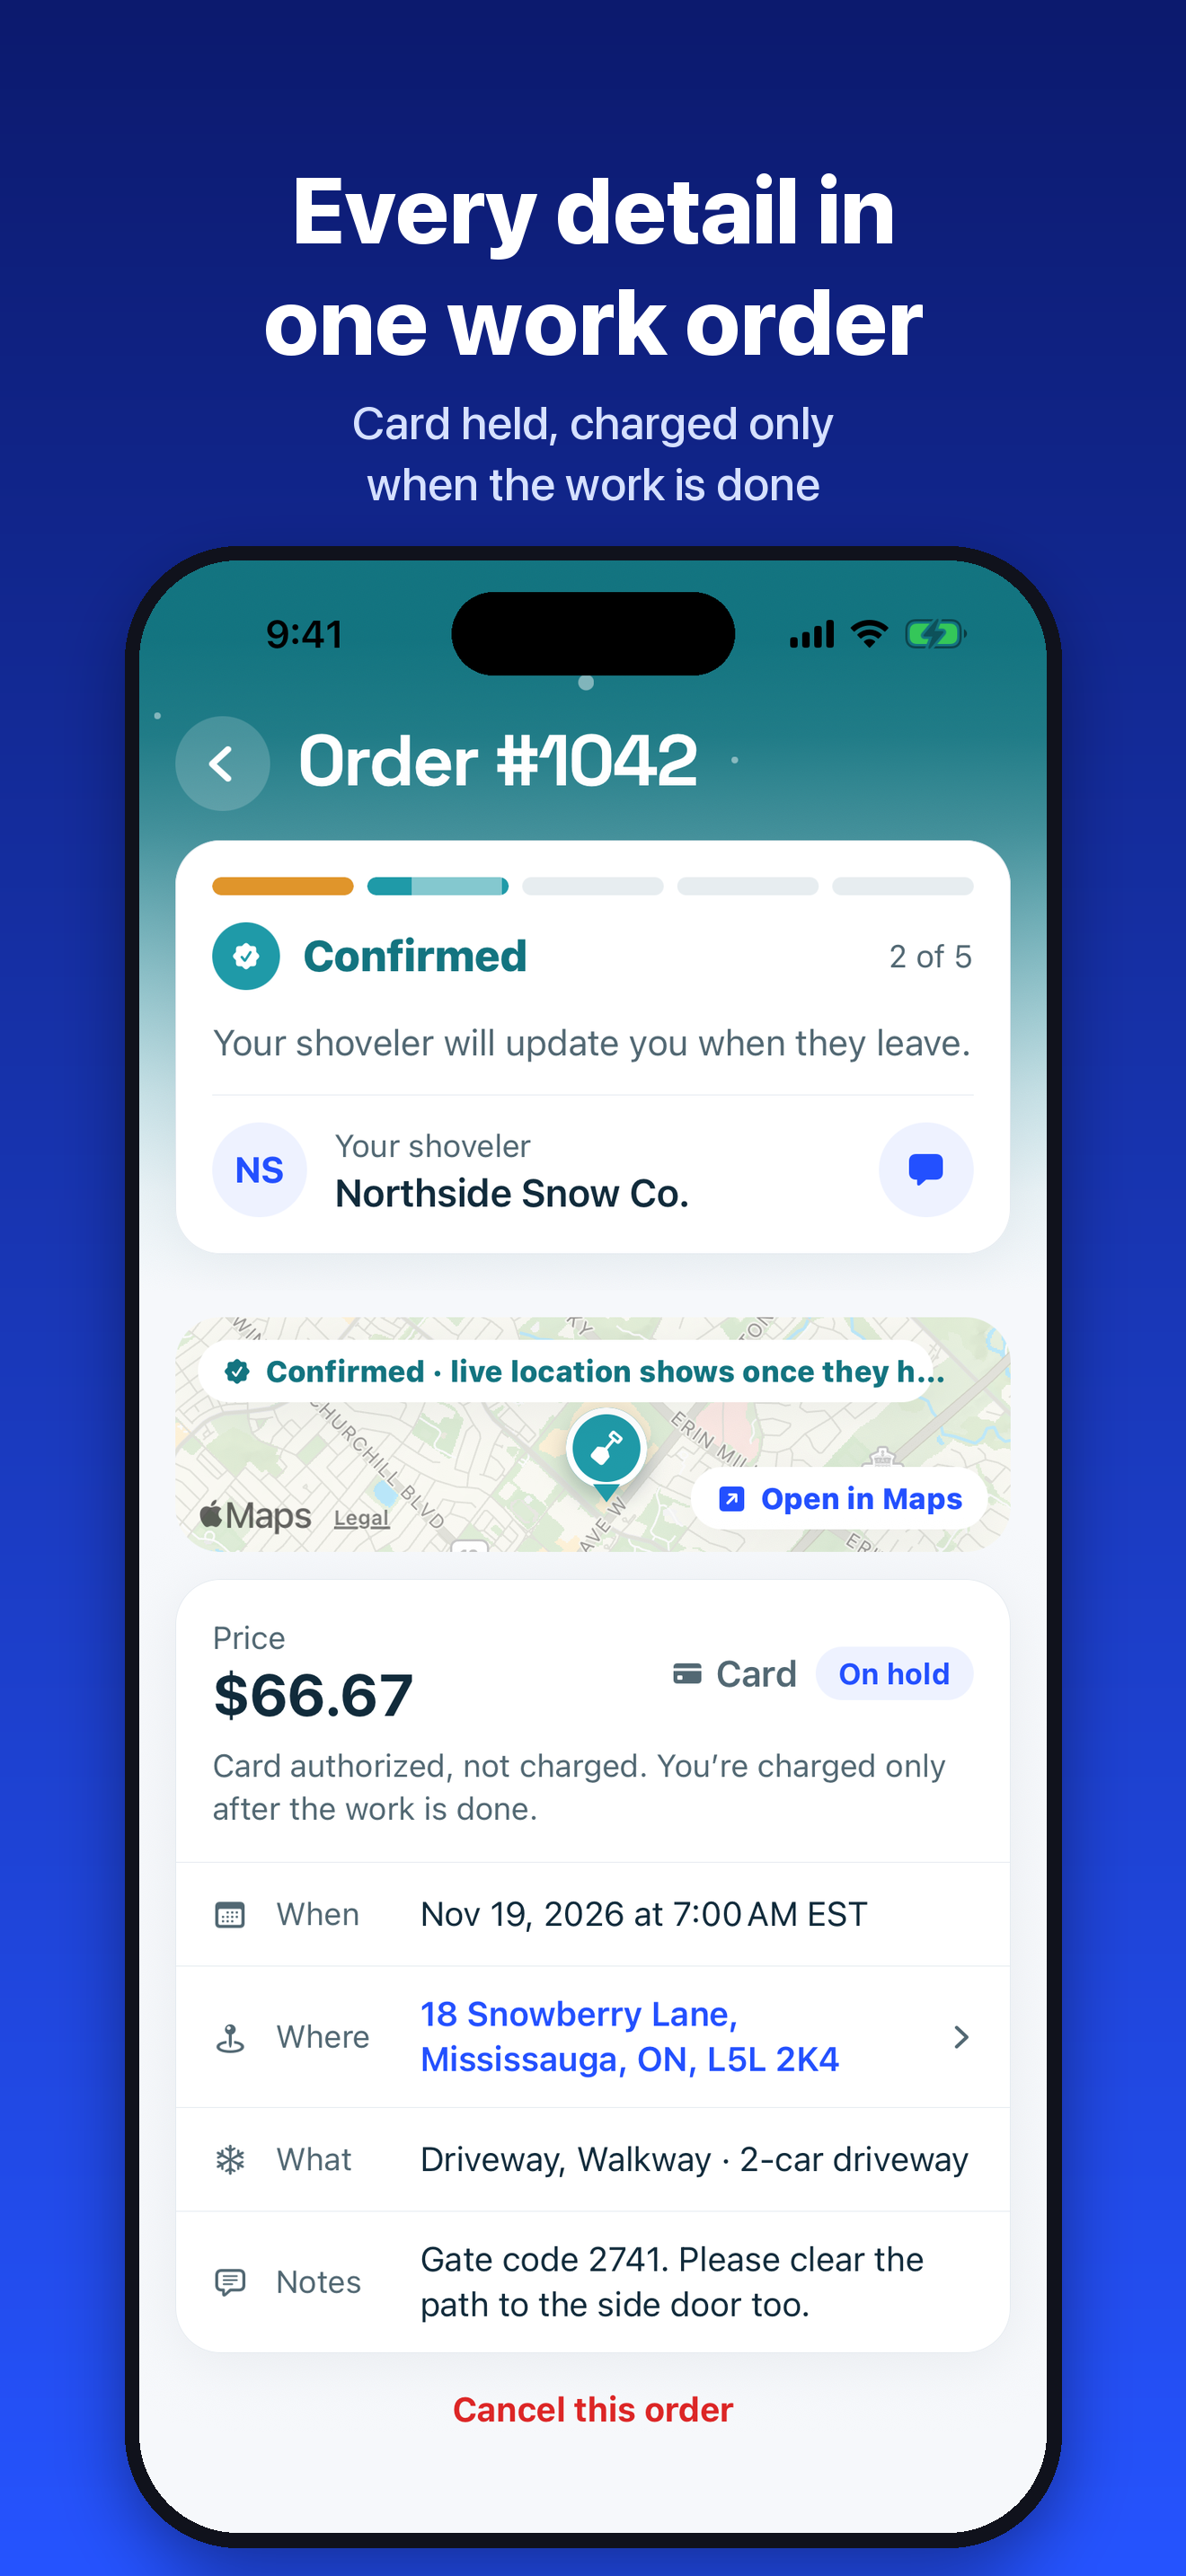 Every detail in
one work order
Card held, charged only
when the work is done
9:41
Order #1042
Confirmed
2 of 5
Your shoveler will update you when they leave.
NS
Your shoveler
Northside Snow Co.
Confirmed · live location shows once they h...
CHURCHILL BLVD
ERIN MIL
AVE W
Maps
Legal
Open in Maps
Price
$66.67
Card
On hold
Card authorized, not charged. You’re charged only
after the work is done.
When
Nov 19, 2026 at 7:00 AM EST
Where
18 Snowberry Lane,
Mississauga, ON, L5L 2K4
What
Driveway, Walkway · 2-car driveway
Notes
Gate code 2741. Please clear the
path to the side door too.
Cancel this order